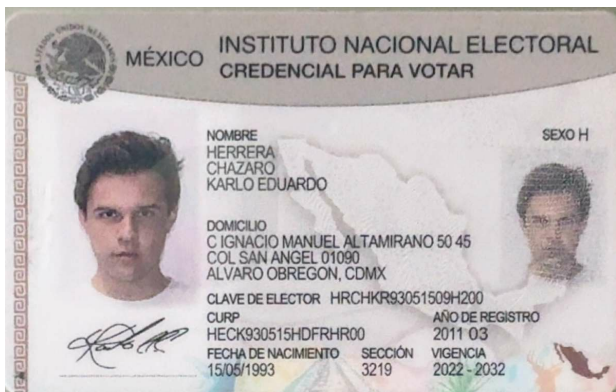 MÉXICO
INSTITUTO NACIONAL ELECTORAL
CREDENCIAL PARA VOTAR
NOMBRE
SEXO H
HERRERA
CHAZARO
KARLO EDUARDO
DOMICILIO
C IGNACIO MANUEL ALTAMIRANO 50 45
COL SAN ANGEL 01090
ALVARO OBREGON, CDMX
CLAVE DE ELECTOR HRCHKR93051509H200
CURP
AÑO DE REGISTRO
HECK930515HDFRHR00
2011 03
FECHA DE NACIMIENTO SECCIÓN VIGENCIA
15/05/1993 3219 2022 - 2032